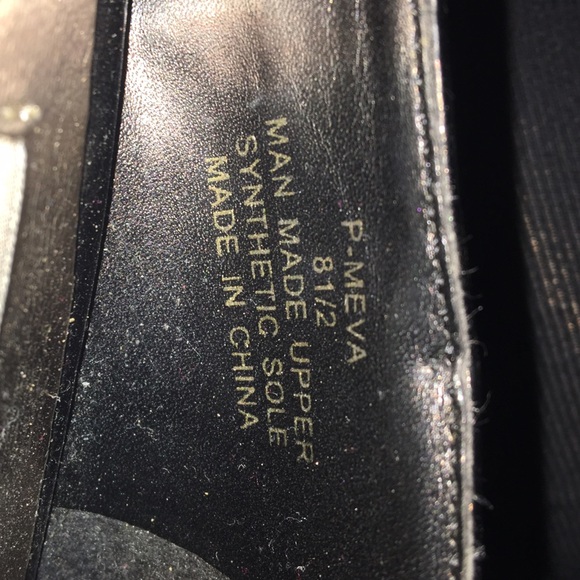 P-MEVA
8 1/2
MAN MADE UPPER
SYNTHETIC SOLE
MADE IN CHINA